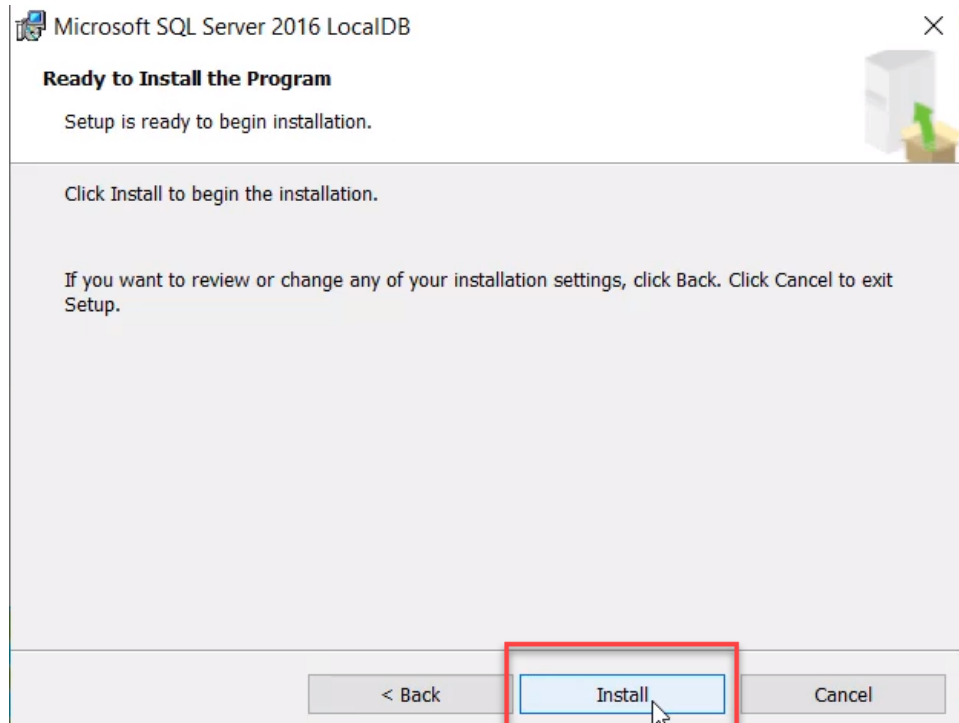 Microsoft SQL Server 2016 LocalDB
Ready to Install the Program
Setup is ready to begin installation.
Click Install to begin the installation.
If you want to review or change any of your installation settings, click Back. Click Cancel to exit
Setup.
< Back
Install
Cancel